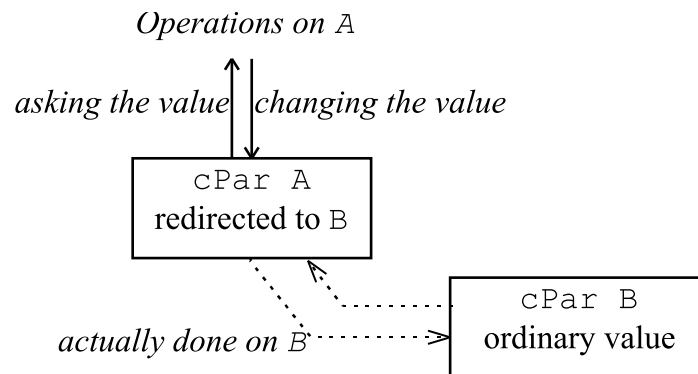 Operations on A
asking the value changing the value
cPar A
redirected to B
cPar B
ordinary value
actually done on B